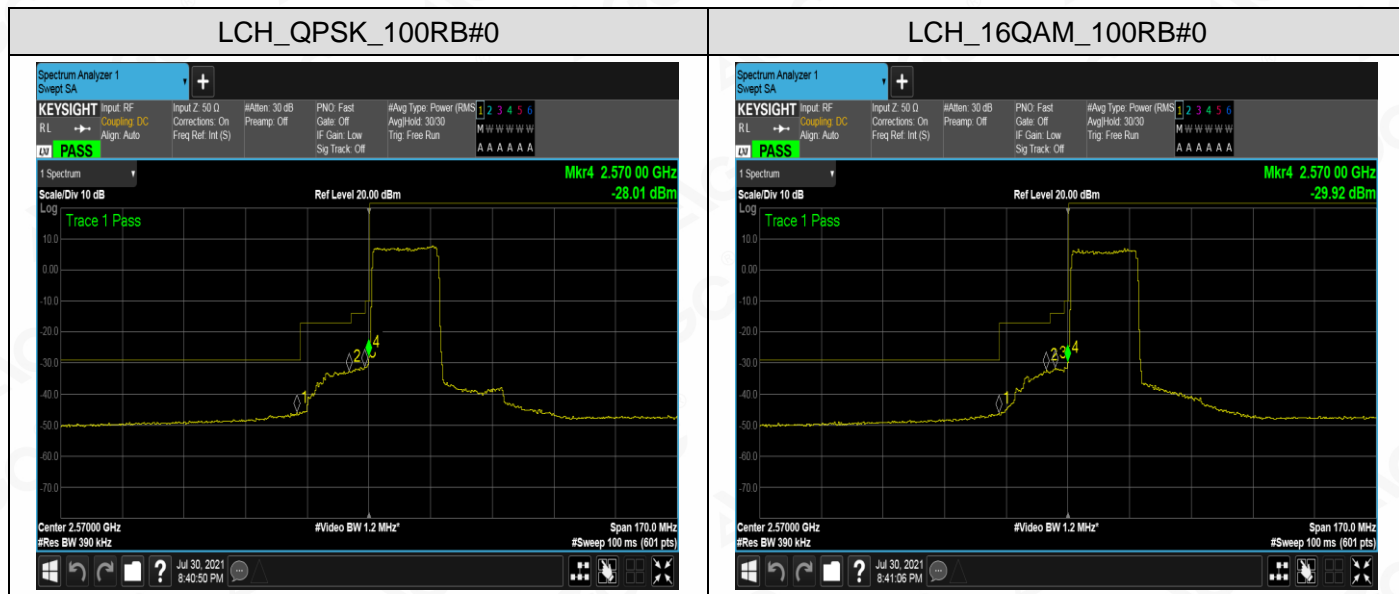 LCH_QPSK_100RB#0
LCH_16QAM_100RB#0
Spectrum Analyzer 1
Swept SA
+
KEYSIGHT Input: RF
R L Coupling: DC
Align: Auto
Input Z: 50 Ω
Corrections: On
Freq Ref: Int (S)
#Atten: 30 dB
Preamp: Off
PNO: Fast
Gate: Off
IF Gain: Low
Sig Track: Off
#Avg Type: Power (RMS
Avg|Hold: 30/30
Trig: Free Run
1 2 3 4 5 6
M W W W W W
A A A A A A
LXI PASS
1 Spectrum
Mkr4 2.570 00 GHz
Scale/Div 10 dB
Ref Level 20.00 dBm
-28.01 dBm
Log
Trace 1 Pass
10.0
0.00
-10.0
-20.0
-30.0
-40.0
-50.0
-60.0
-70.0
1
2
4
Center 2.57000 GHz
#Video BW 1.2 MHz*
Span 170.0 MHz
#Res BW 390 kHz
#Sweep 100 ms (601 pts)
?
Jul 30, 2021
8:40:50 PM
Spectrum Analyzer 1
Swept SA
+
KEYSIGHT Input: RF
R L Coupling: DC
Align: Auto
Input Z: 50 Ω
Corrections: On
Freq Ref: Int (S)
#Atten: 30 dB
Preamp: Off
PNO: Fast
Gate: Off
IF Gain: Low
Sig Track: Off
#Avg Type: Power (RMS
Avg|Hold: 30/30
Trig: Free Run
1 2 3 4 5 6
M W W W W W
A A A A A A
LXI PASS
1 Spectrum
Mkr4 2.570 00 GHz
Scale/Div 10 dB
Ref Level 20.00 dBm
-29.92 dBm
Log
Trace 1 Pass
10.0
0.00
-10.0
-20.0
-30.0
-40.0
-50.0
-60.0
-70.0
1
2
3
4
Center 2.57000 GHz
#Video BW 1.2 MHz*
Span 170.0 MHz
#Res BW 390 kHz
#Sweep 100 ms (601 pts)
?
Jul 30, 2021
8:41:06 PM